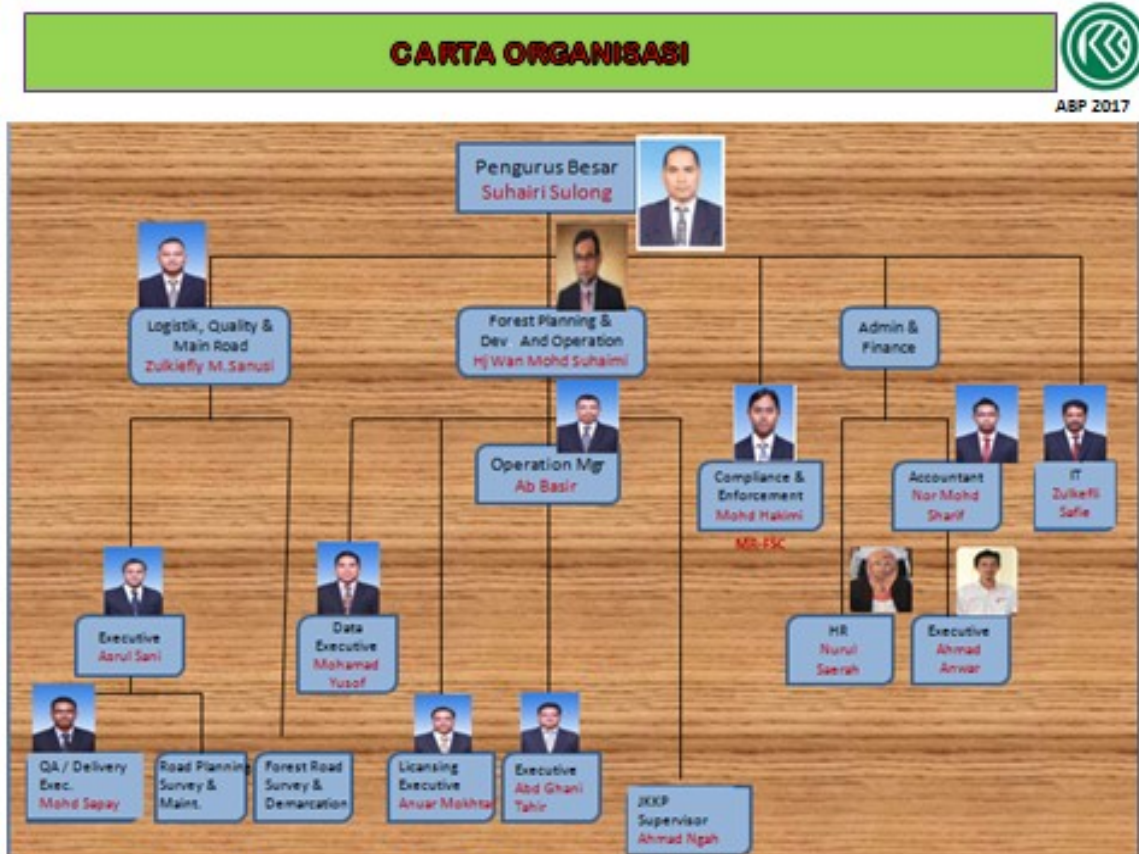 CARTA ORGANISASI
ABP 2017
Pengurus Besar
Suhairi Sulong
Logistik, Quality &
Main Road
Zulkiefly M.Sanusi
Forest Planning &
Dev . And Operation
Hj Wan Mohd Suhaimi
Admin &
Finance
Operation Mgr
Ab Basir
Compliance &
Enforcement
Mohd Hakimi
MR-FSC
Accountant
Nor Mohd
Sharif
IT
Zulkefli
Safie
Executive
Asrul Sani
Data
Executive
Mohamad
Yusof
HR
Nurul
Saerah
Executive
Ahmad
Anwar
QA / Delivery
Exec.
Mohd Sapay
Road Planning
Survey &
Maint.
Forest Road
Survey &
Demarcation
Licansing
Executive
Anuar Mokhtar
Executive
Abd Ghani
Tahir
JKKP
Supervisor
Ahmad Ngah